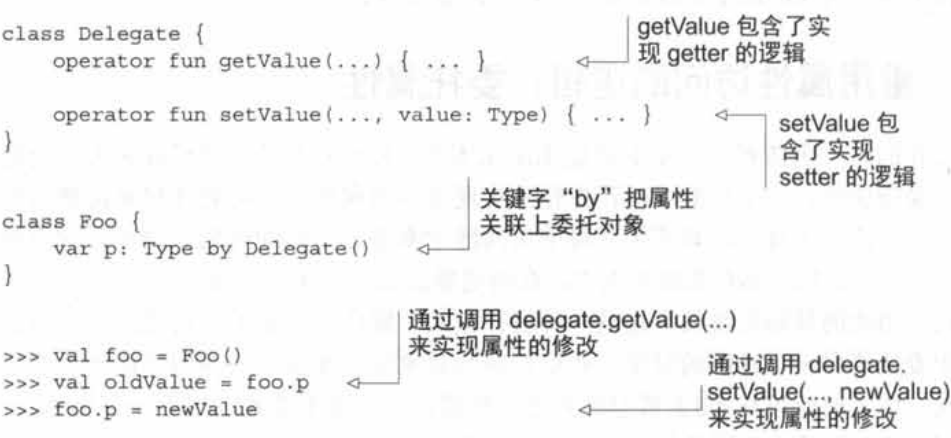 class Delegate {
operator fun getValue(...) { ... }
getValue 包含了实
现 getter 的逻辑
operator fun setValue(..., value: Type) { ... }
setValue 包
含了实现
setter 的逻辑
}
关键字“by”把属性
关联上委托对象
class Foo {
var p: Type by Delegate()
}
通过调用 delegate.getValue(...)
来实现属性的修改
>>> val foo = Foo()
>>> val oldValue = foo.p
>>> foo.p = newValue
通过调用 delegate.
setValue(..., newValue)
来实现属性的修改